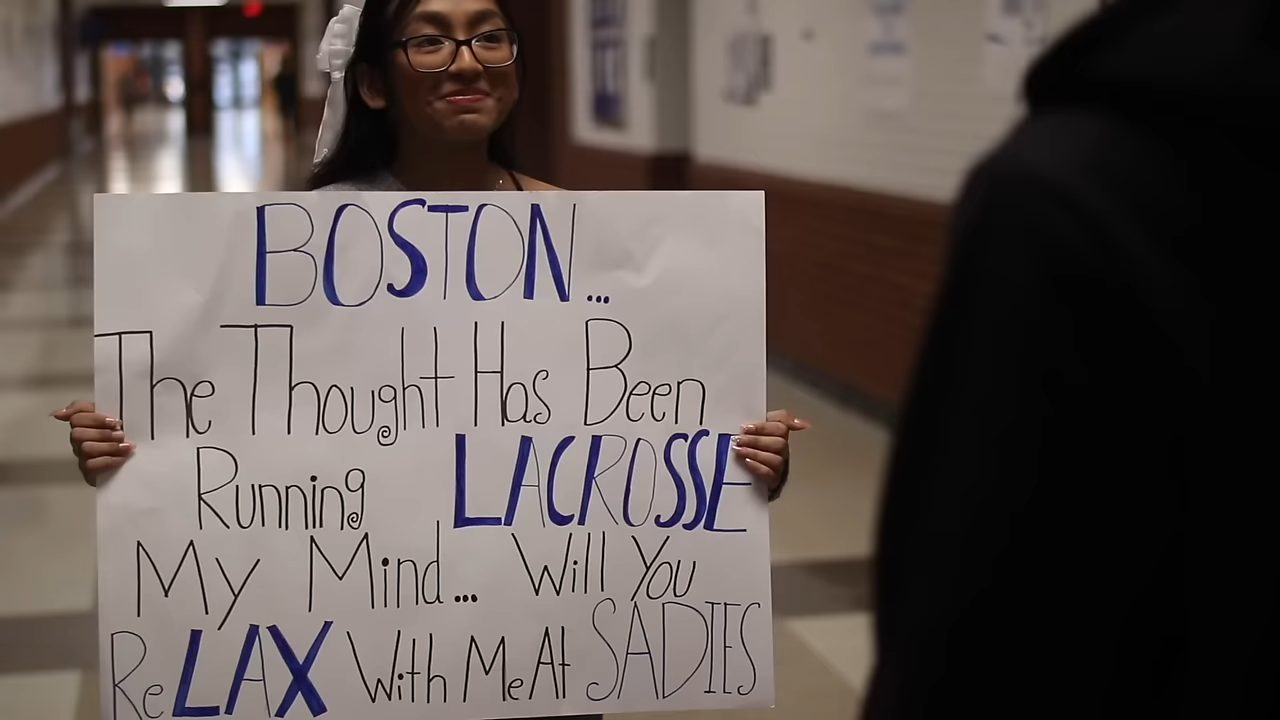 BOSTON...
The Thought Has Been
Running LACROSSE
My Mind... Will You
ReLAX With Me At SADIES